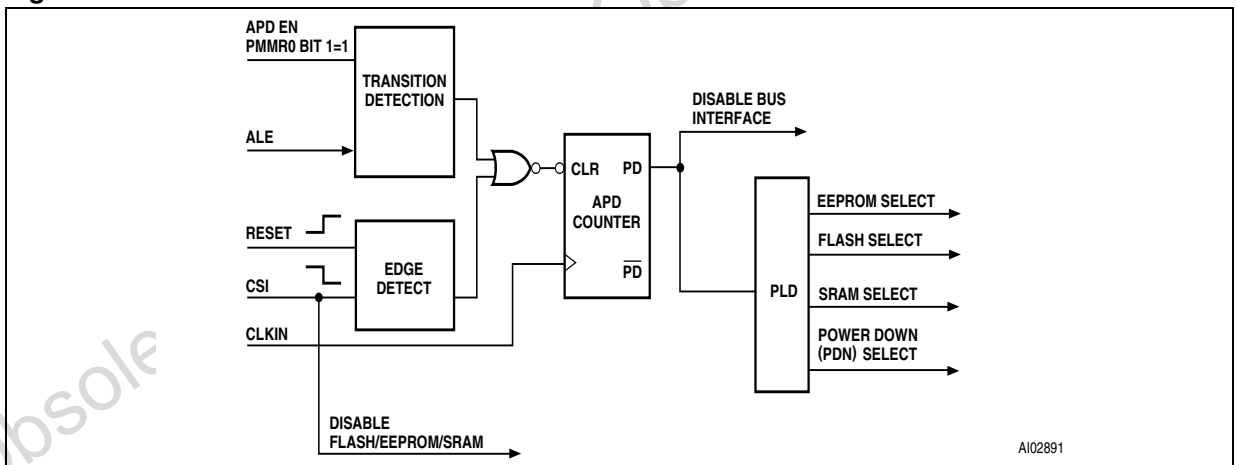 APD EN
PMMR0 BIT 1=1
TRANSITION
DETECTION
ALE
DISABLE BUS
INTERFACE
CLR PD
APD
COUNTER
PD
RESET
EDGE
DETECT
CSI
CLKIN
PLD
EEPROM SELECT
FLASH SELECT
SRAM SELECT
POWER DOWN
(PDN) SELECT
DISABLE
FLASH/EEPROM/SRAM
AI02891